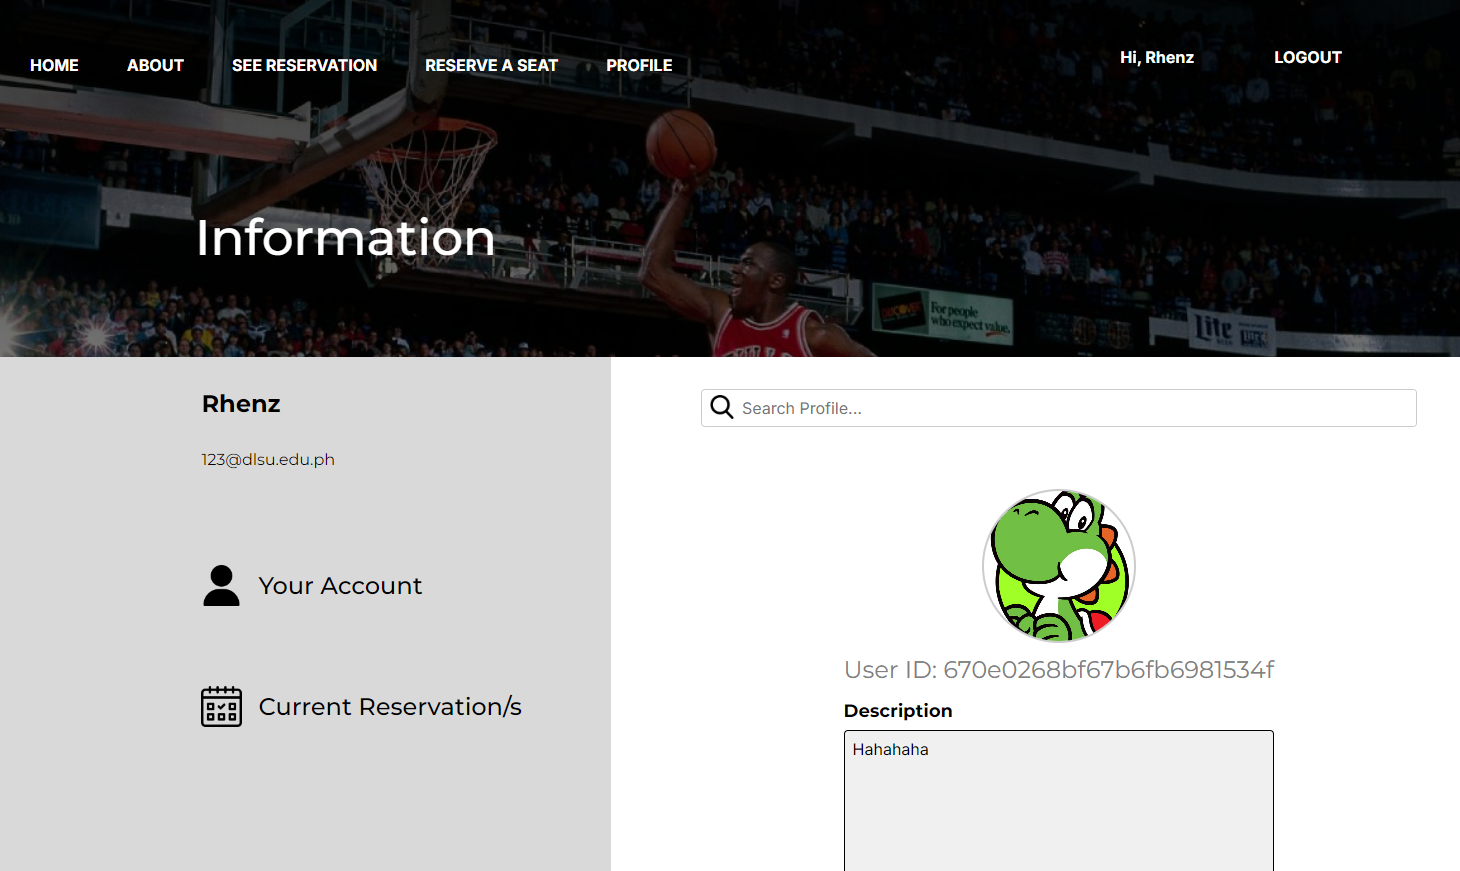 HOME ABOUT SEE RESERVATION RESERVE A SEAT PROFILE Hi, Rhenz LOGOUT
Information
DISCOVER
For people
who expect value.
Lite
Rhenz
123@dlsu.edu.ph
Your Account
Current Reservation/s
Search Profile...
User ID: 670e0268bf67b6fb6981534f
Description
Hahahaha